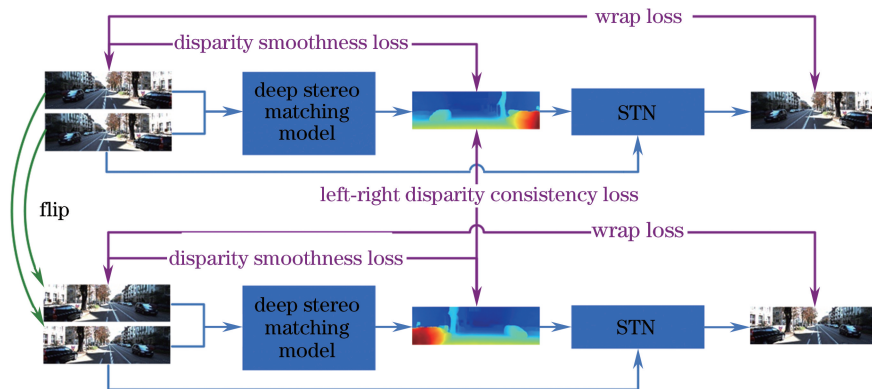 wrap loss
disparity smoothness loss
deep stereo
matching
model
STN
left-right disparity consistency loss
flip
wrap loss
disparity smoothness loss
deep stereo
matching
model
STN